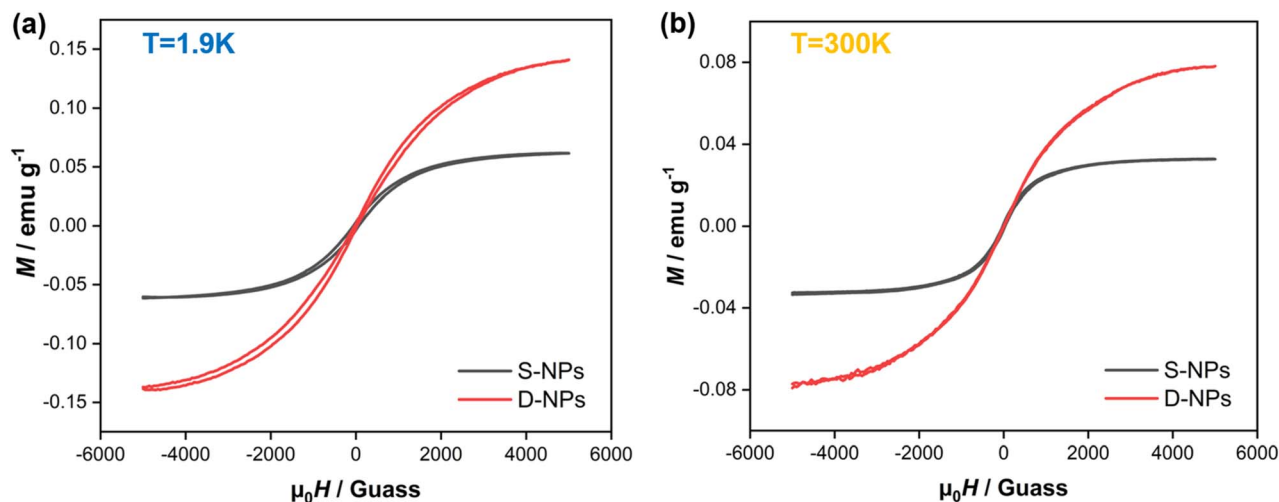 (a)
T=1.9K
0.15
0.10
0.05
0.00
-0.05
-0.10
-0.15
M / emu g-1
S-NPs
D-NPs
-6000 -4000 -2000 0 2000 4000 6000
μ0H / Guass
(b)
T=300K
0.08
0.04
0.00
-0.04
-0.08
M / emu g-1
S-NPs
D-NPs
-6000 -4000 -2000 0 2000 4000 6000
μ0H / Guass